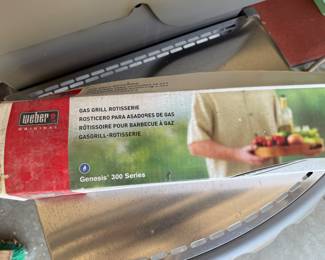 weber
ORIGINAL
GAS GRILL ROTISSERIE
ROSTICERO PARA ASADORES DE GAS
RÔTISSOIRE POUR BARBECUE À GAZ
GASGRILL-ROTISSERIE
Genesis® 300 Series